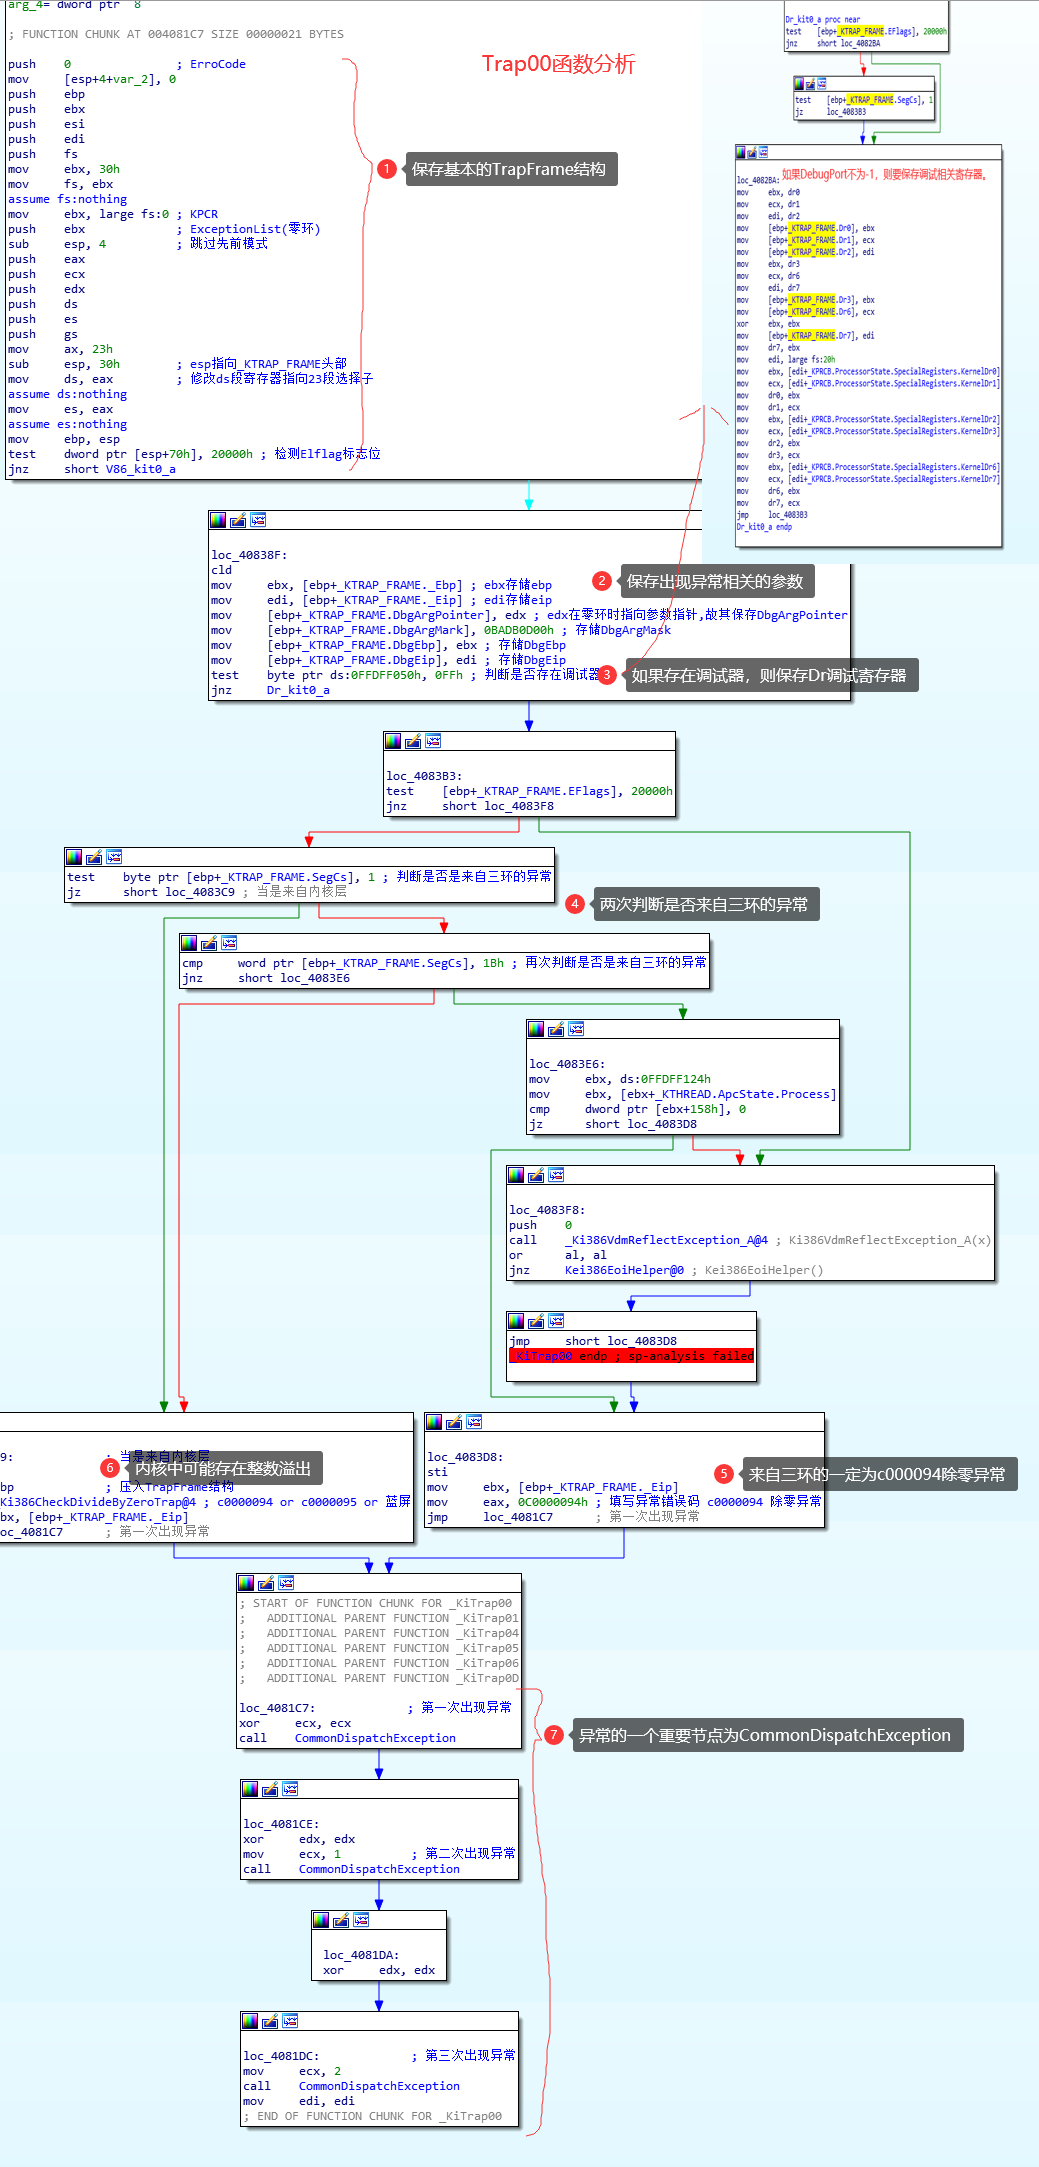 arg_4= dword ptr  8
; FUNCTION CHUNK AT 004081C7 SIZE 00000021 BYTES
push    0               ; ErroCode
mov     [esp+4+var_2], 0
push    ebp
push    ebx
push    esi
push    edi
push    fs
mov     ebx, 30h
mov     fs, ebx
assume fs:nothing
mov     ebx, large fs:0 ; KPCR
push    ebx             ; ExceptionList(零环)
sub     esp, 4          ; 跳过先前模式
push    eax
push    ecx
push    edx
push    ds
push    es
push    gs
mov     ax, 23h
sub     esp, 30h        ; esp指向_KTRAP_FRAME头部
mov     ds, eax         ; 修改ds段寄存器指向23段选择子
assume ds:nothing
mov     es, eax
assume es:nothing
mov     ebp, esp
test    dword ptr [esp+70h], 20000h ; 检测Elflag标志位
jnz     short V86_kit0_a
Trap00函数分析
1 保存基本的TrapFrame结构
Dr_kit0_a proc near
test    [ebp+_KTRAP_FRAME.EFlags], 20000h
jnz     short loc_4082BA
test    [ebp+_KTRAP_FRAME.SegCs], 1
jz      loc_4083B3
loc_4082BA: 如果DebugPort不为-1，则要保存调试相关寄存器。
mov     ebx, dr0
mov     ecx, dr1
mov     edi, dr2
mov     [ebp+_KTRAP_FRAME.Dr0], ebx
mov     [ebp+_KTRAP_FRAME.Dr1], ecx
mov     [ebp+_KTRAP_FRAME.Dr2], edi
mov     ebx, dr3
mov     ecx, dr6
mov     edi, dr7
mov     [ebp+_KTRAP_FRAME.Dr3], ebx
mov     [ebp+_KTRAP_FRAME.Dr6], ecx
xor     ebx, ebx
mov     [ebp+_KTRAP_FRAME.Dr7], edi
mov     dr7, ebx
mov     edi, large fs:20h
mov     ebx, [edi+_KPRCB.ProcessorState.SpecialRegisters.KernelDr0]
mov     ecx, [edi+_KPRCB.ProcessorState.SpecialRegisters.KernelDr1]
mov     dr0, ebx
mov     dr1, ecx
mov     ebx, [edi+_KPRCB.ProcessorState.SpecialRegisters.KernelDr2]
mov     ecx, [edi+_KPRCB.ProcessorState.SpecialRegisters.KernelDr3]
mov     dr2, ebx
mov     dr3, ecx
mov     ebx, [edi+_KPRCB.ProcessorState.SpecialRegisters.KernelDr6]
mov     ecx, [edi+_KPRCB.ProcessorState.SpecialRegisters.KernelDr7]
mov     dr6, ebx
mov     dr7, ecx
jmp     loc_4083B3
Dr_kit0_a endp
loc_40838F:
cld
mov     ebx, [ebp+_KTRAP_FRAME._Ebp] ; ebx存储ebp
mov     edi, [ebp+_KTRAP_FRAME._Eip] ; edi存储eip
mov     [ebp+_KTRAP_FRAME.DbgArgPointer], edx ; edx在零环时指向参数指针,故其保存DbgArgPointer
mov     [ebp+_KTRAP_FRAME.DbgArgMark], 0BADB0D00h ; 存储DbgArgMask
mov     [ebp+_KTRAP_FRAME.DbgEbp], ebx ; 存储DbgEbp
mov     [ebp+_KTRAP_FRAME.DbgEip], edi ; 存储DbgEip
test    byte ptr ds:0FFDFF050h, 0FFh ; 判断是否存在调试器
jnz     Dr_kit0_a
2 保存出现异常相关的参数
3 如果存在调试器，则保存Dr调试寄存器
loc_4083B3:
test    [ebp+_KTRAP_FRAME.EFlags], 20000h
jnz     short loc_4083F8
test    byte ptr [ebp+_KTRAP_FRAME.SegCs], 1 ; 判断是否是来自三环的异常
jz      short loc_4083C9 ; 当是来自内核层
4 两次判断是否来自三环的异常
cmp     word ptr [ebp+_KTRAP_FRAME.SegCs], 1Bh ; 再次判断是否是来自三环的异常
jnz     short loc_4083E6
loc_4083E6:
mov     ebx, ds:0FFDFF124h
mov     ebx, [ebx+_KTHREAD.ApcState.Process]
cmp     dword ptr [ebx+158h], 0
jz      short loc_4083D8
loc_4083F8:
push    0
call    _Ki386VdmReflectException_A@4 ; Ki386VdmReflectException_A(x)
or      al, al
jnz     Kei386EoiHelper@0 ; Kei386EoiHelper()
jmp     short loc_4083D8
_KiTrap00 endp ; sp-analysis failed
9:             ; 当是来自内核层
bp             ; 压入TrapFrame结构
Ki386CheckDivideByZeroTrap@4 ; c0000094 or c0000095 or 蓝屏
bx, [ebp+_KTRAP_FRAME._Eip]
oc_4081C7      ; 第一次出现异常
6 内核中可能存在整数溢出
loc_4083D8:
sti
mov     ebx, [ebp+_KTRAP_FRAME._Eip]
mov     eax, 0C0000094h ; 填写异常错误码 c0000094 除零异常
jmp     loc_4081C7      ; 第一次出现异常
5 来自三环的一定为c000094除零异常
; START OF FUNCTION CHUNK FOR _KiTrap00
;   ADDITIONAL PARENT FUNCTION _KiTrap01
;   ADDITIONAL PARENT FUNCTION _KiTrap04
;   ADDITIONAL PARENT FUNCTION _KiTrap05
;   ADDITIONAL PARENT FUNCTION _KiTrap06
;   ADDITIONAL PARENT FUNCTION _KiTrap0D
loc_4081C7:             ; 第一次出现异常
xor     ecx, ecx
call    CommonDispatchException
7 异常的一个重要节点为CommonDispatchException
loc_4081CE:
xor     edx, edx
mov     ecx, 1          ; 第二次出现异常
call    CommonDispatchException
loc_4081DA:
xor     edx, edx
loc_4081DC:             ; 第三次出现异常
mov     ecx, 2
call    CommonDispatchException
mov     edi, edi
; END OF FUNCTION CHUNK FOR _KiTrap00